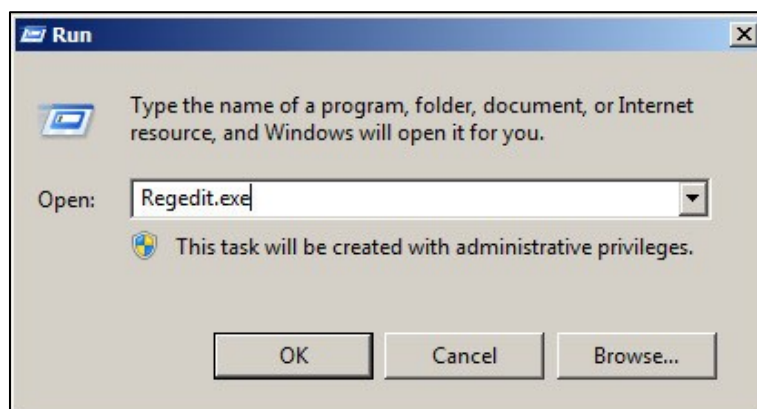 Run
Type the name of a program, folder, document, or Internet
resource, and Windows will open it for you.
Open: Regedit.exe
This task will be created with administrative privileges.
OK Cancel Browse...